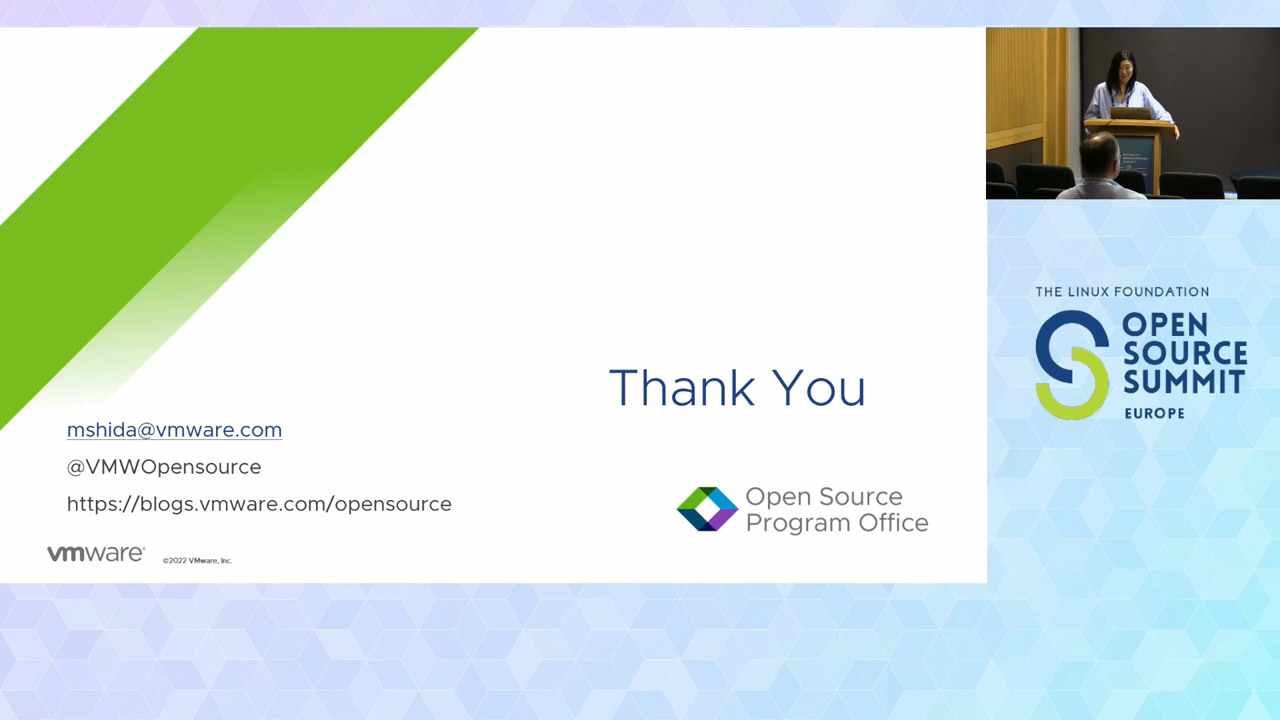 Thank You
mshida@vmware.com
@VMWOpensource
https://blogs.vmware.com/opensource
Open Source
Program Office
vmware®
©2022 VMware, Inc.
THE LINUX FOUNDATION
OPEN
SOURCE
SUMMIT
EUROPE